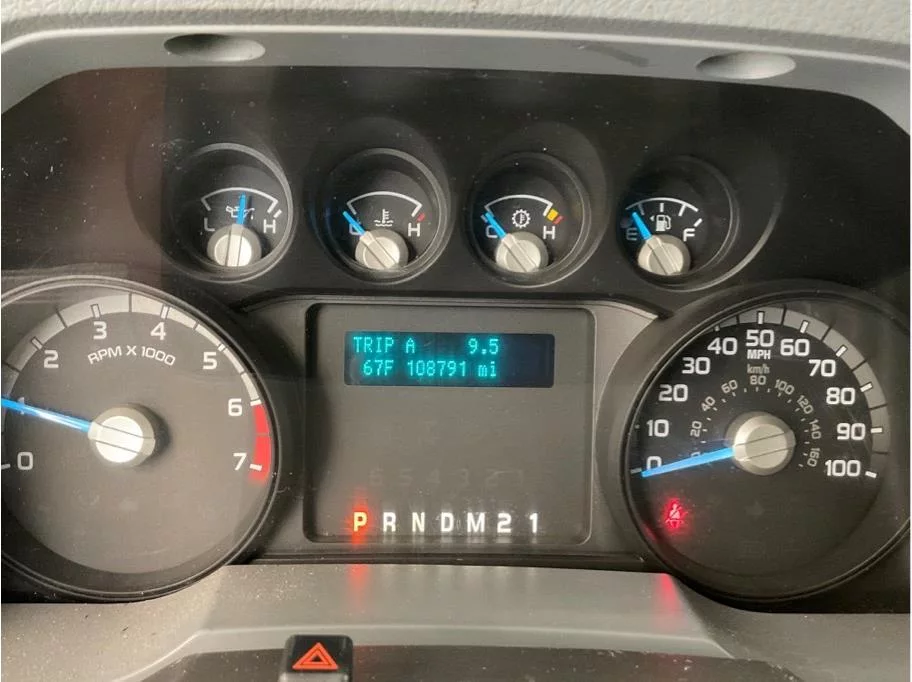 L H
C H
C H
E F
0 1 2 3 4 5 6 7
RPM X 1000
TRIP A 9.5
67F 108791 mi
P R N D M 2 1
0 10 20 30 40 50 60 70 80 90 100
MPH
km/h
20 40 60 80 100 120 140 160